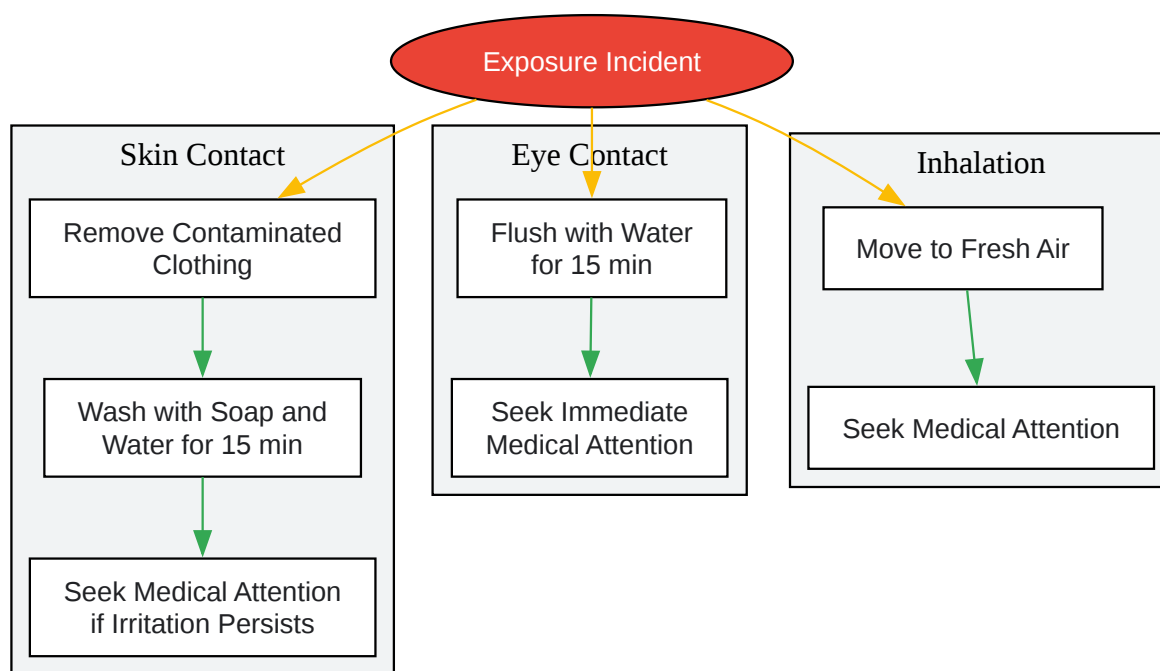 Exposure Incident
Skin Contact
Remove Contaminated
Clothing
Wash with Soap and
Water for 15 min
Seek Medical Attention
if Irritation Persists
Eye Contact
Flush with Water
for 15 min
Seek Immediate
Medical Attention
Inhalation
Move to Fresh Air
Seek Medical Attention